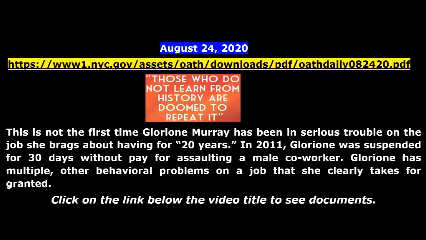 August 24, 2020
https://www1.nyc.gov/assets/oath/downloads/pdf/oathdaily082420.pdf
"THOSE WHO DO
NOT LEARN FROM
HISTORY ARE
DOOMED TO
REPEAT IT"
This is not the first time Glorione Murray has been in serious trouble on the
job she brags about having for “20 years.” In 2011, Glorione was suspended
for 30 days without pay for assaulting a male co-worker. Glorione has
multiple, other behavioral problems on a job that she clearly takes for
granted.
Click on the link below the video title to see documents.